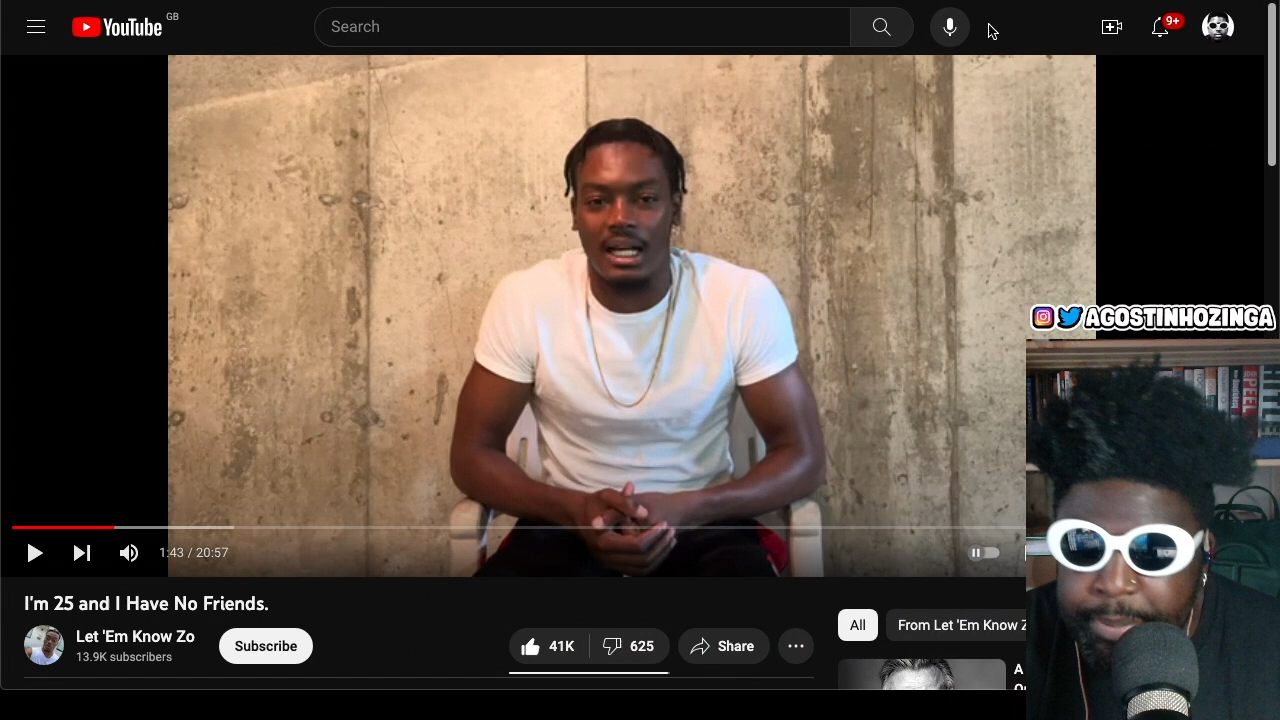 YouTube GB
Search
9+
AGOSTINHOZINGA
PEEL
1:43 / 20:57
I'm 25 and I Have No Friends.
Let 'Em Know Zo
13.9K subscribers
Subscribe
41K
625
Share
All
From Let 'Em Know Z
A